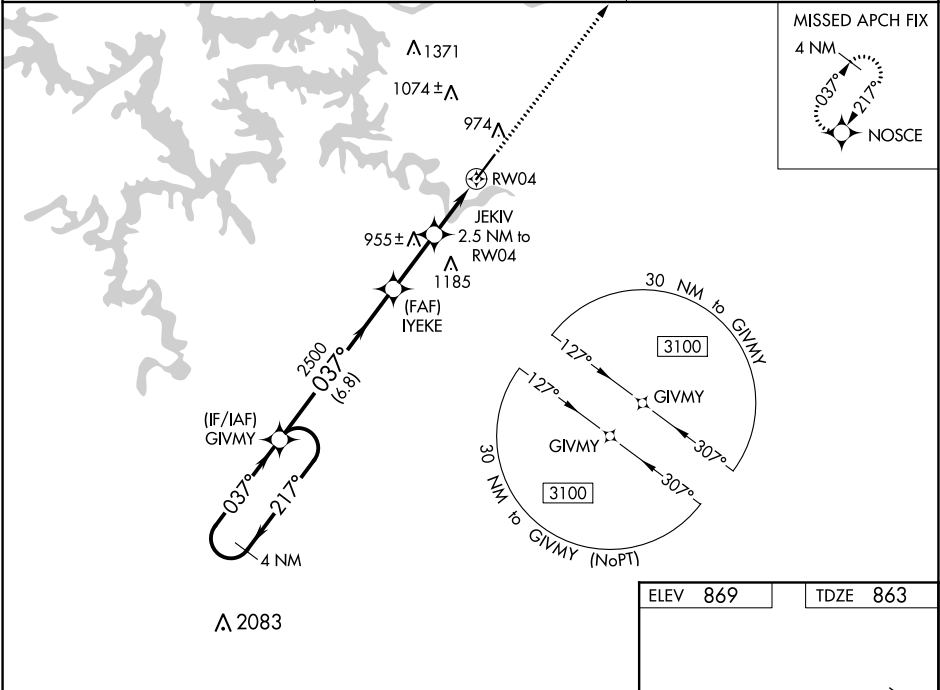 MISSED APCH FIX
4 NM
037°
217°
NOSCE
1371
1074 ±
974
RW04
JEKIV
2.5 NM to
RW04
955 ±
1185
(FAF)
IYEKE
2500
037°
(6.8)
(IF/IAF)
GIVMY
037°
217°
4 NM
2083
30 NM to GIVMY
3100
127°
GIVMY
307°
127°
GIVMY
307°
3100
30 NM to GIVMY (NoPT)
ELEV 869
TDZE 863